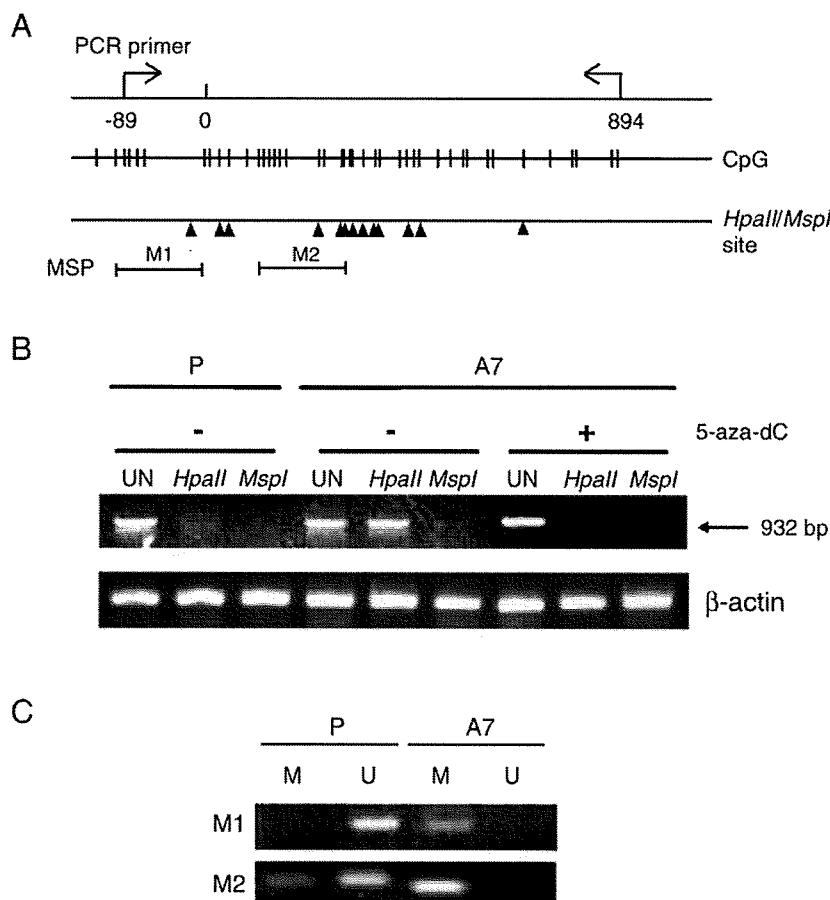 A
PCR primer
-89 0 894
CpG
HpaII/MspI
site
MSP M1 M2
B
P A7
- - + 5-aza-dC
UN HpaII MspI UN HpaII MspI UN HpaII MspI
932 bp
β-actin
C
P A7
M U M U
M1
M2